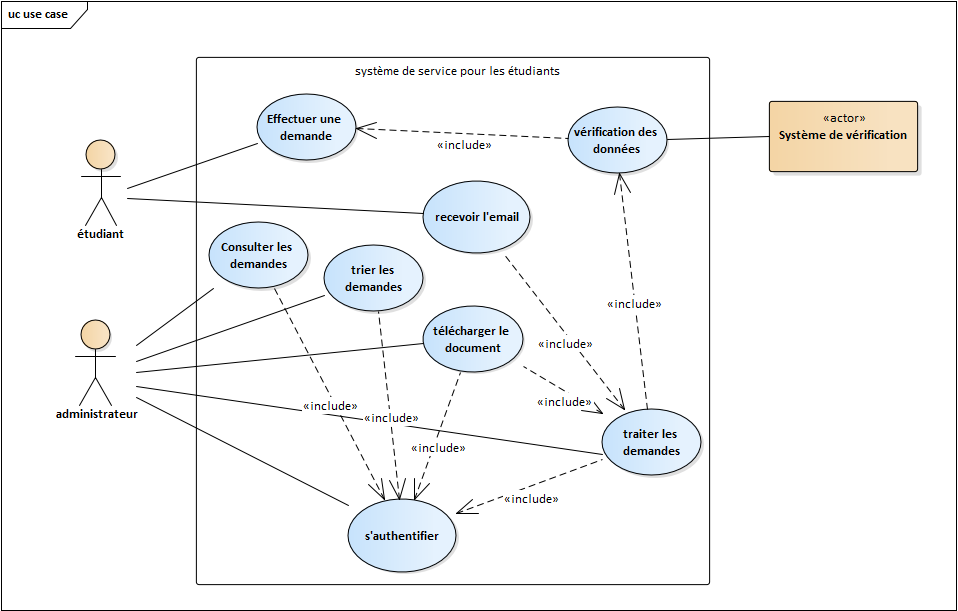 uc use case
système de service pour les étudiants
Effectuer une
demande
«include»
vérification des
données
«actor»
Système de vérification
étudiant
recevoir l'email
Consulter les
demandes
trier les
demandes
«include»
télécharger le
document
«include»
administrateur
«include»
«include»
«include»
«include»
traiter les
demandes
«include»
s'authentifier